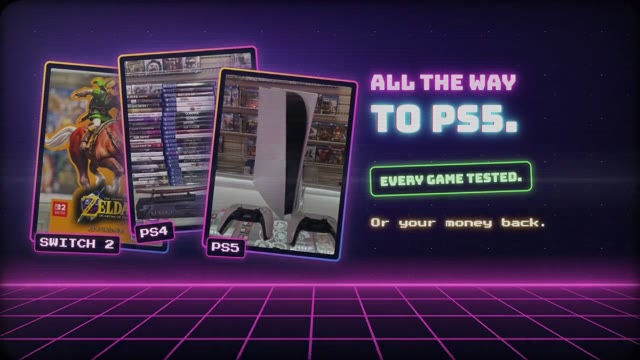 ALL THE WAY
TO PS5.
EVERY GAME TESTED.
Or your money back.
ZELDA
SWITCH 2
PS4
PS5